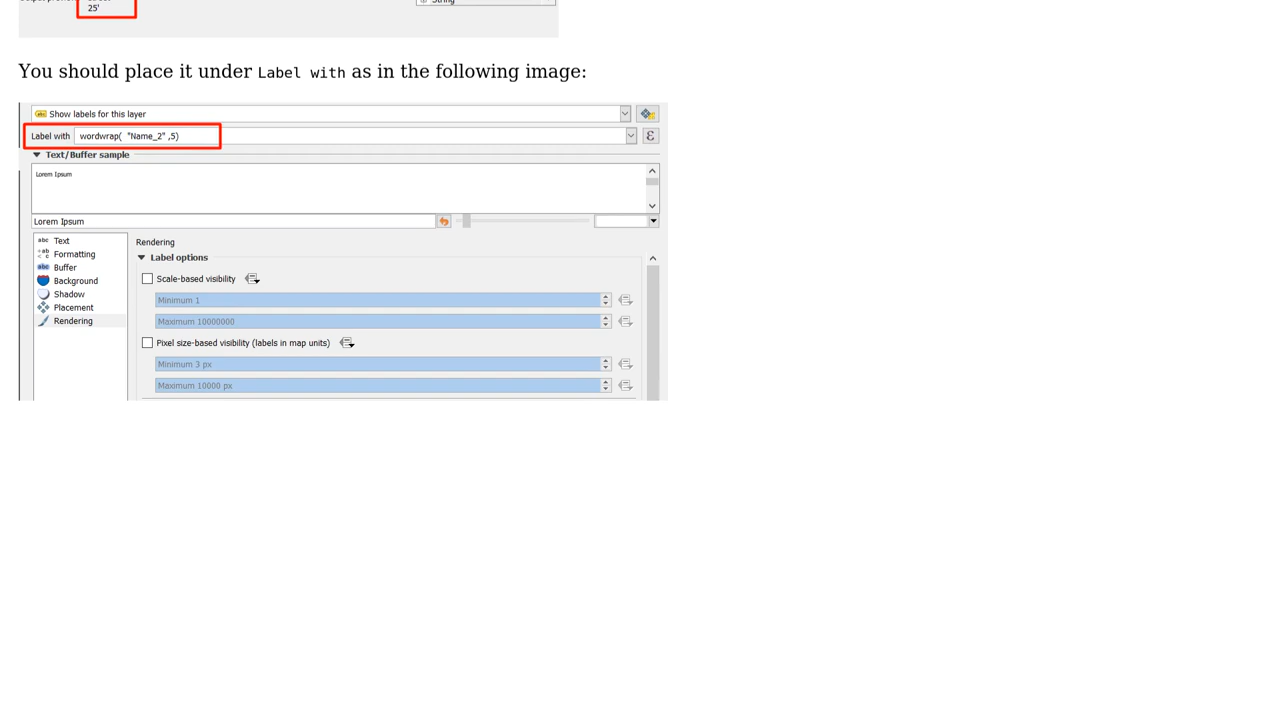 25'
String
You should place it under Label with as in the following image:
Show labels for this layer
Label with wordwrap( "Name_2" ,5)
Text/Buffer sample
Lorem Ipsum
Lorem Ipsum
Text
Formatting
Buffer
Background
Shadow
Placement
Rendering
Rendering
Label options
Scale-based visibility
Minimum 1
Maximum 10000000
Pixel size-based visibility (labels in map units)
Minimum 3 px
Maximum 10000 px